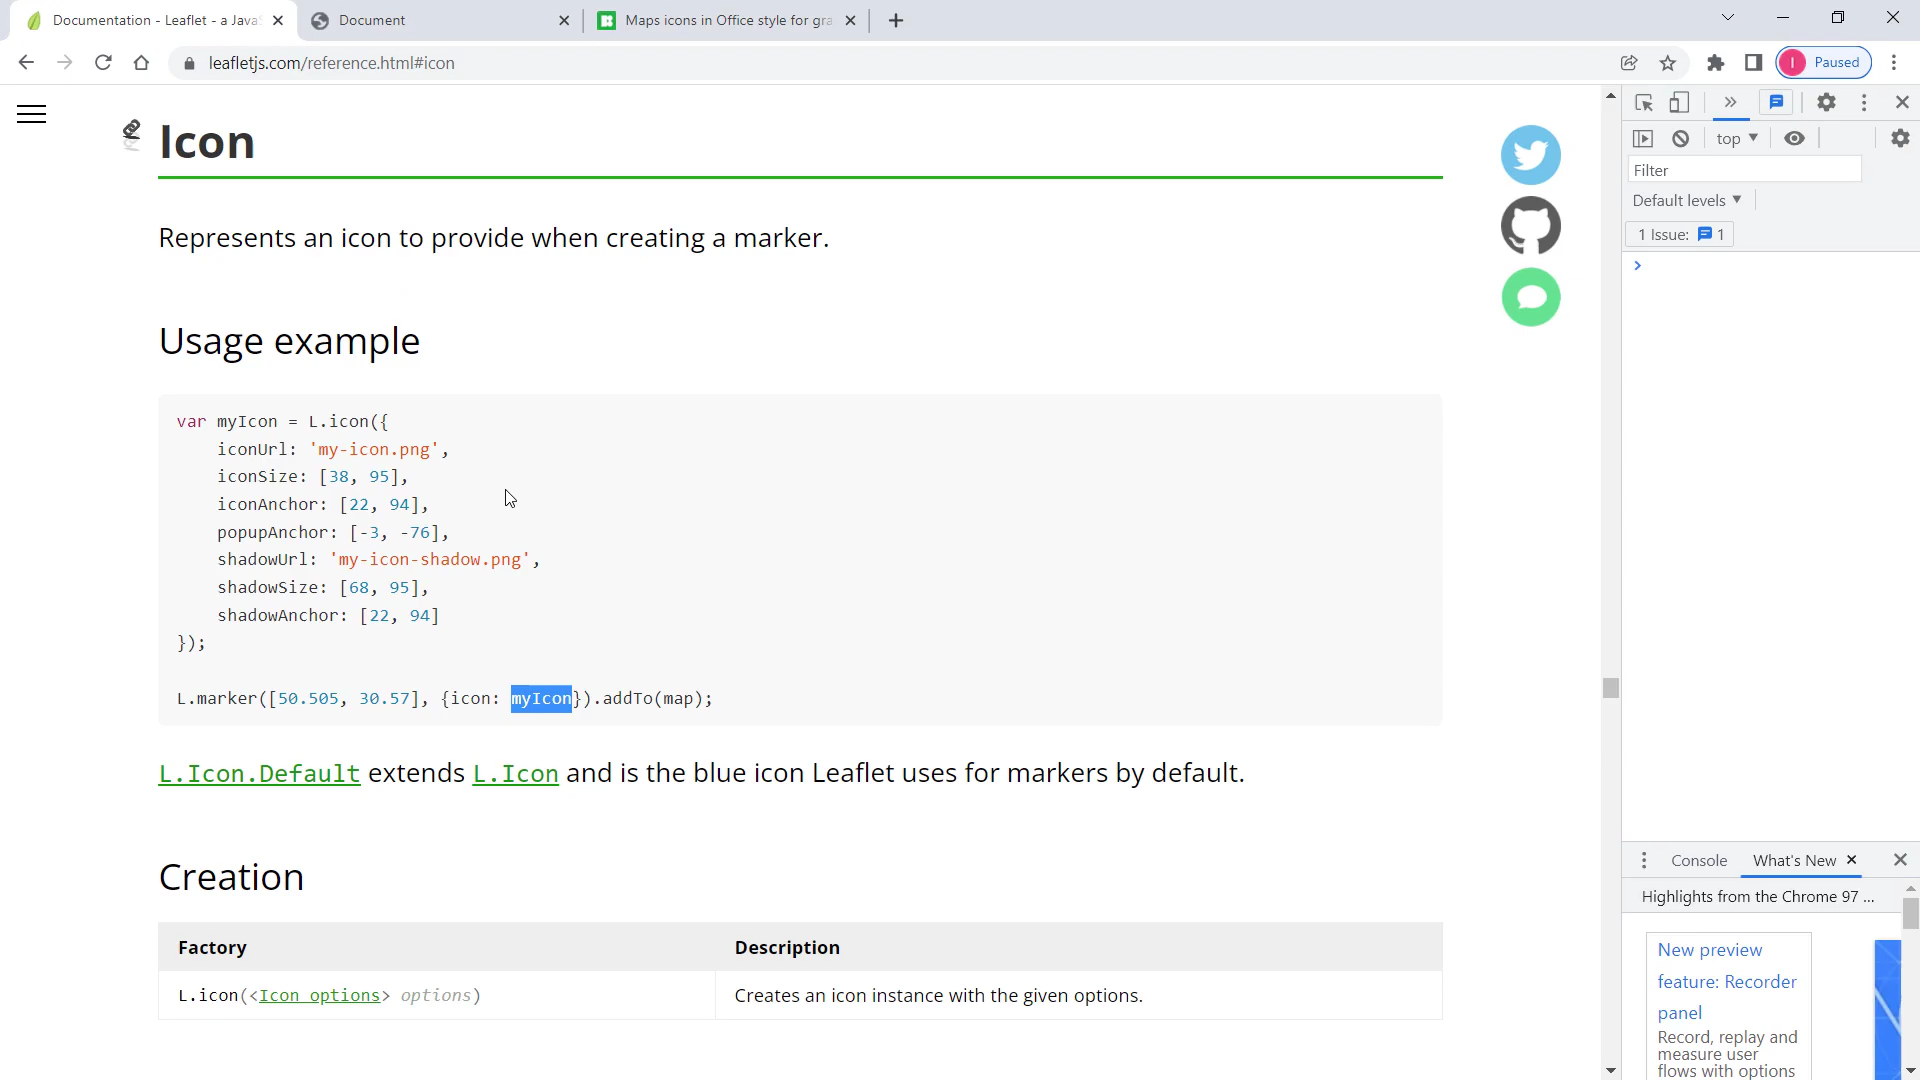 Documentation - Leaflet - a Java
Document
Maps icons in Office style for gra
leafletjs.com/reference.html#icon
I
Paused
Icon
Represents an icon to provide when creating a marker.
Usage example
var myIcon = L.icon({
iconUrl: 'my-icon.png',
iconSize: [38, 95],
iconAnchor: [22, 94],
popupAnchor: [-3, -76],
shadowUrl: 'my-icon-shadow.png',
shadowSize: [68, 95],
shadowAnchor: [22, 94]
});
L.marker([50.505, 30.57], {icon: myIcon}).addTo(map);
L.Icon.Default extends L.Icon and is the blue icon Leaflet uses for markers by default.
Creation
Factory Description
L.icon(<Icon options> options) Creates an icon instance with the given options.
top
Filter
Default levels
1 Issue: 1
Console
What's New
Highlights from the Chrome 97 ...
New preview
feature: Recorder
panel
Record, replay and
measure user
flows with options